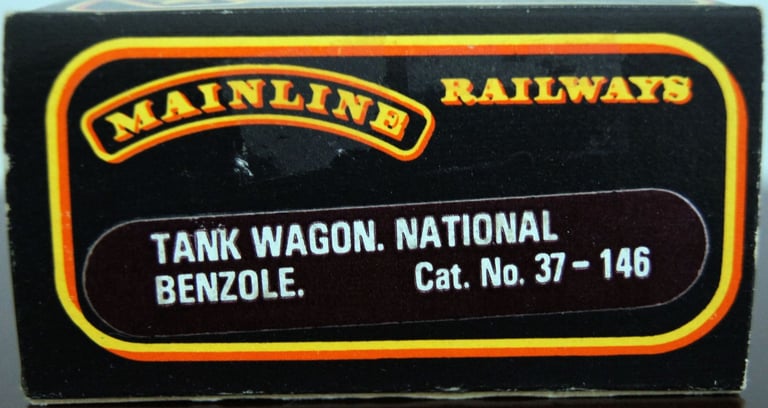 MAINLINE RAILWAYS
TANK WAGON. NATIONAL
BENZOLE. Cat. No. 37-146